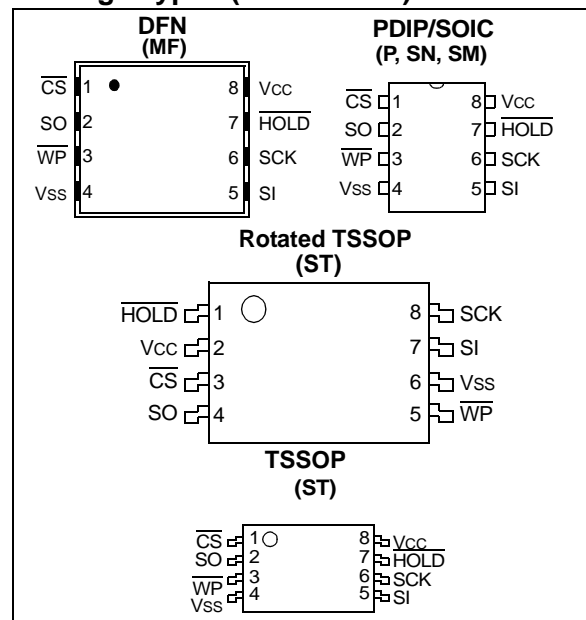 DFN
(MF)
CS 1 8 Vcc
SO 2 7 HOLD
WP 3 6 SCK
Vss 4 5 SI
PDIP/SOIC
(P, SN, SM)
CS 1 8 Vcc
SO 2 7 HOLD
WP 3 6 SCK
Vss 4 5 SI
Rotated TSSOP
(ST)
HOLD 1 8 SCK
Vcc 2 7 SI
CS 3 6 Vss
SO 4 5 WP
TSSOP
(ST)
CS 1 8 Vcc
SO 2 7 HOLD
WP 3 6 SCK
Vss 4 5 SI